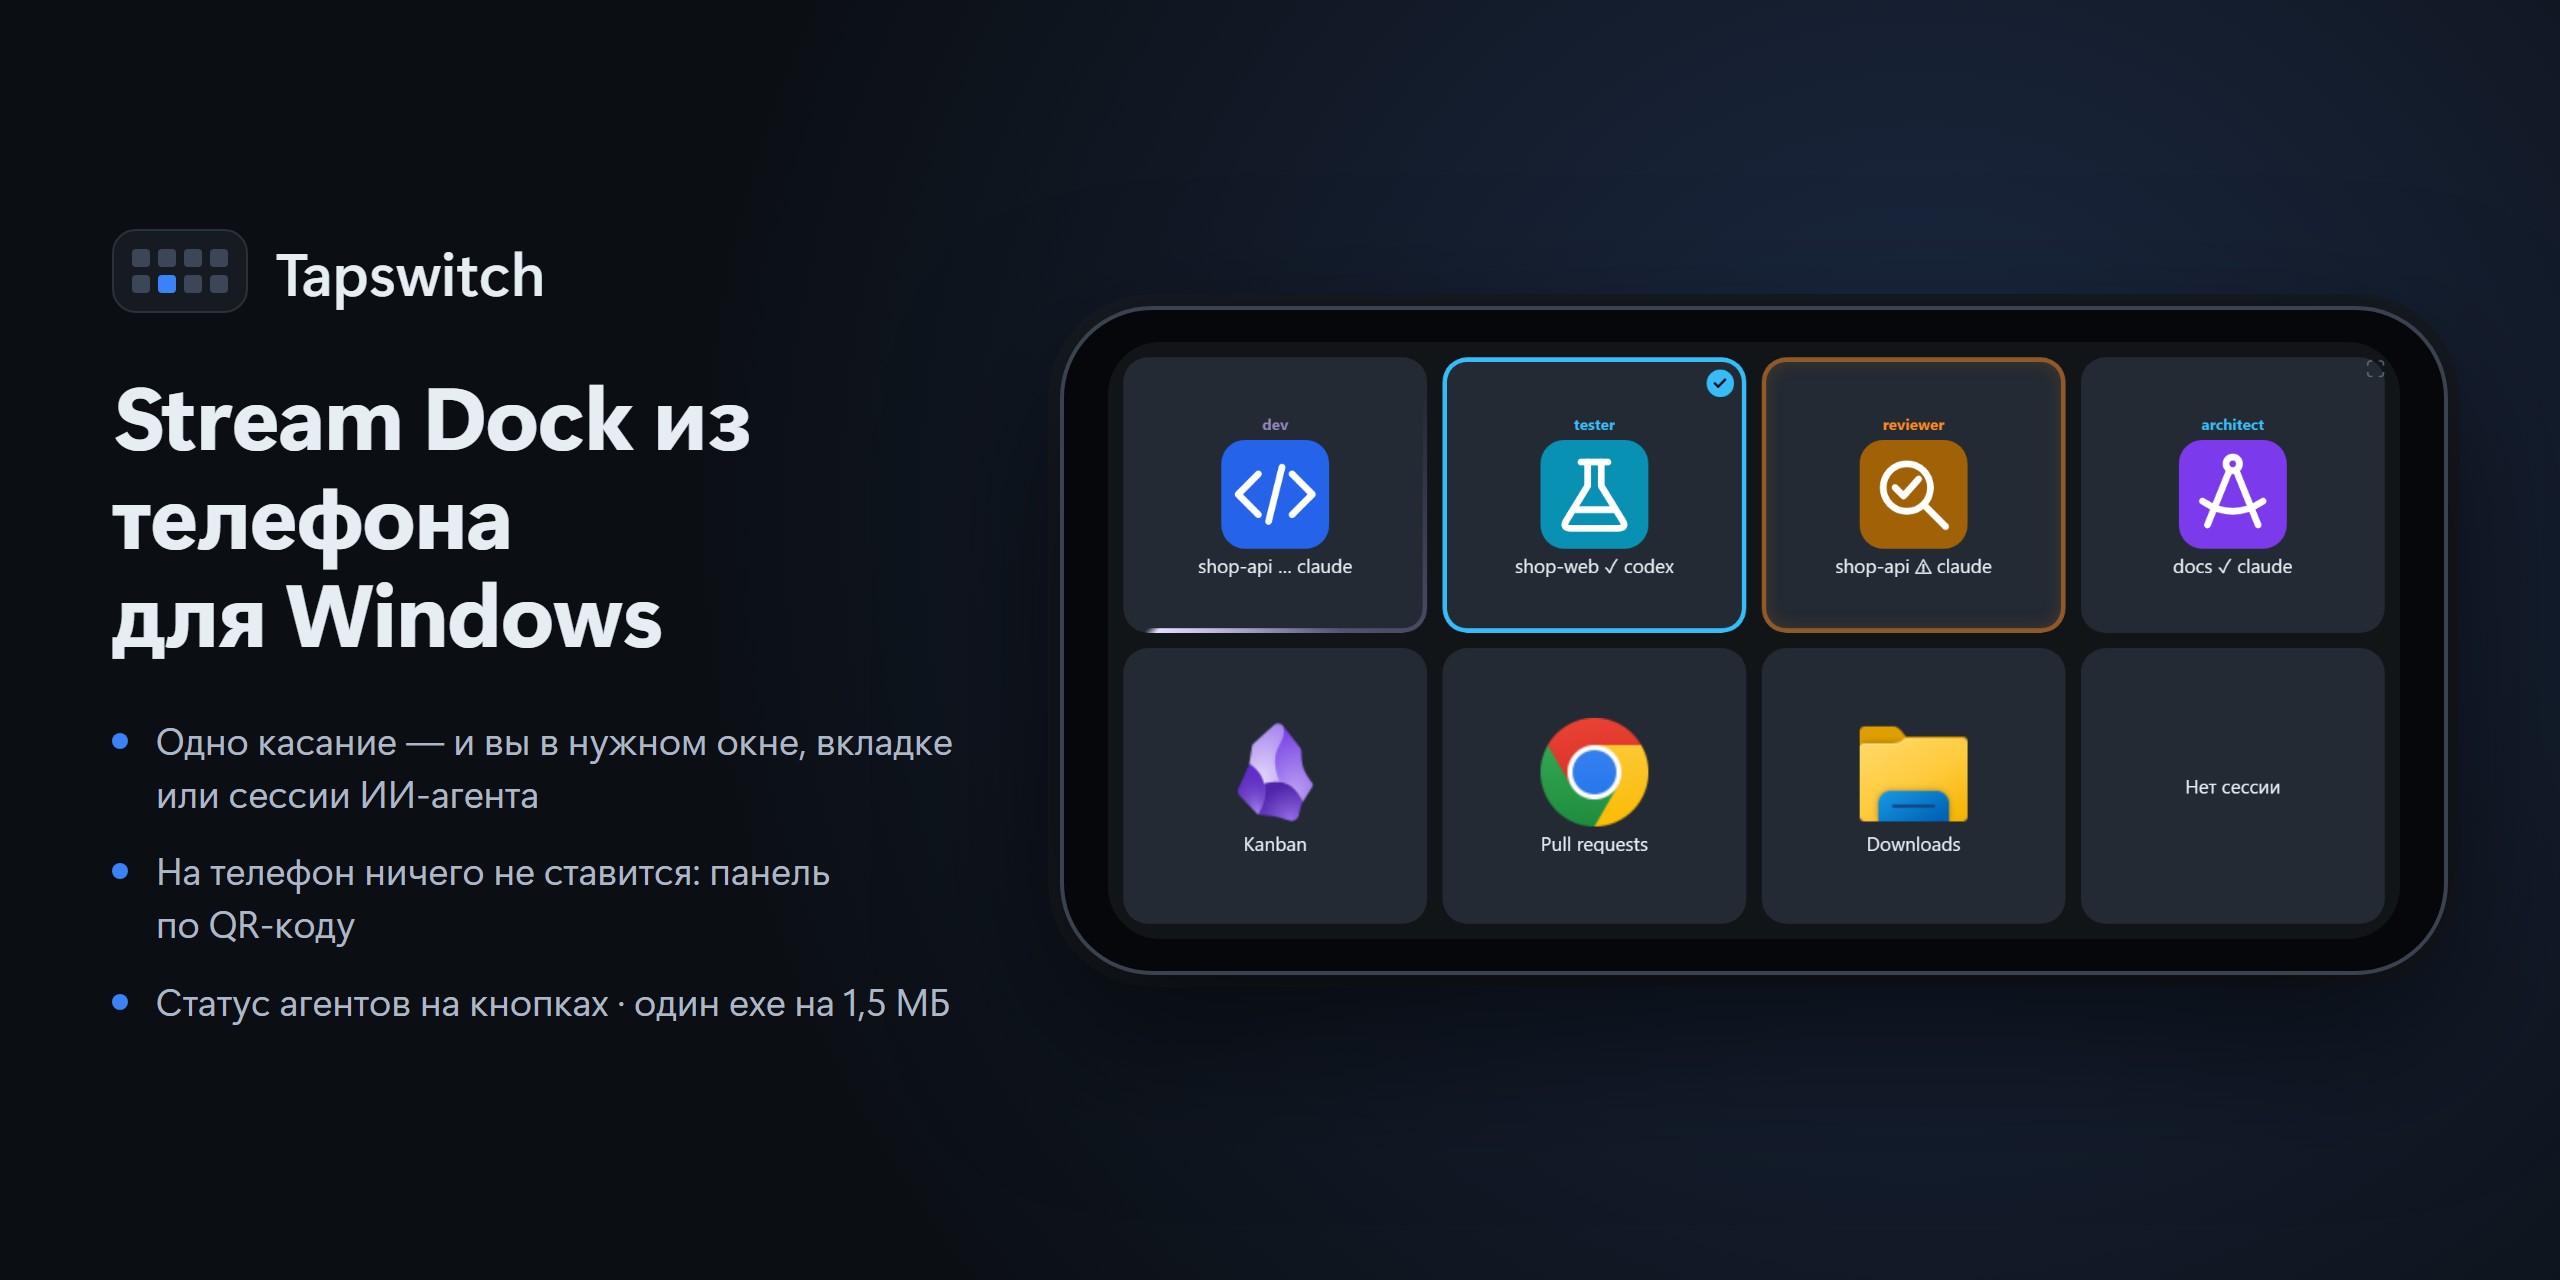 Tapswitch
Stream Dock из
телефона
для Windows
Одно касание — и вы в нужном окне, вкладке
или сессии ИИ-агента
На телефон ничего не ставится: панель
по QR-коду
Статус агентов на кнопках · один exe на 1,5 МБ
dev
shop-api ... claude
tester
shop-web ✓ codex
reviewer
shop-api ⚠ claude
architect
docs ✓ claude
Kanban
Pull requests
Downloads
Нет сессии